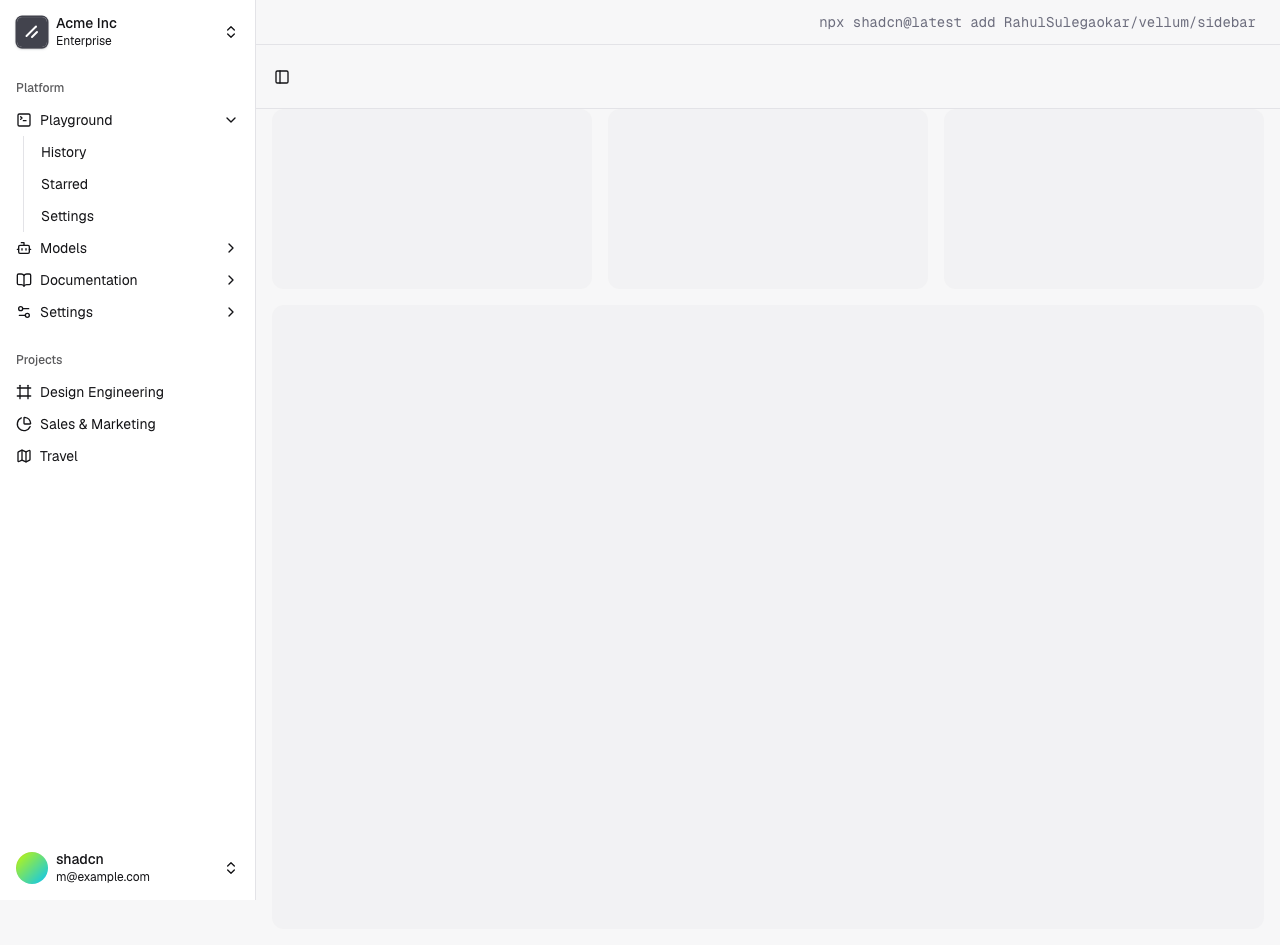 Acme Inc
Enterprise
Platform
Playground
History
Starred
Settings
Models
Documentation
Settings
Projects
Design Engineering
Sales & Marketing
Travel
shadcn
m@example.com
npx shadcn@latest add RahulSulegaokar/vellum/sidebar